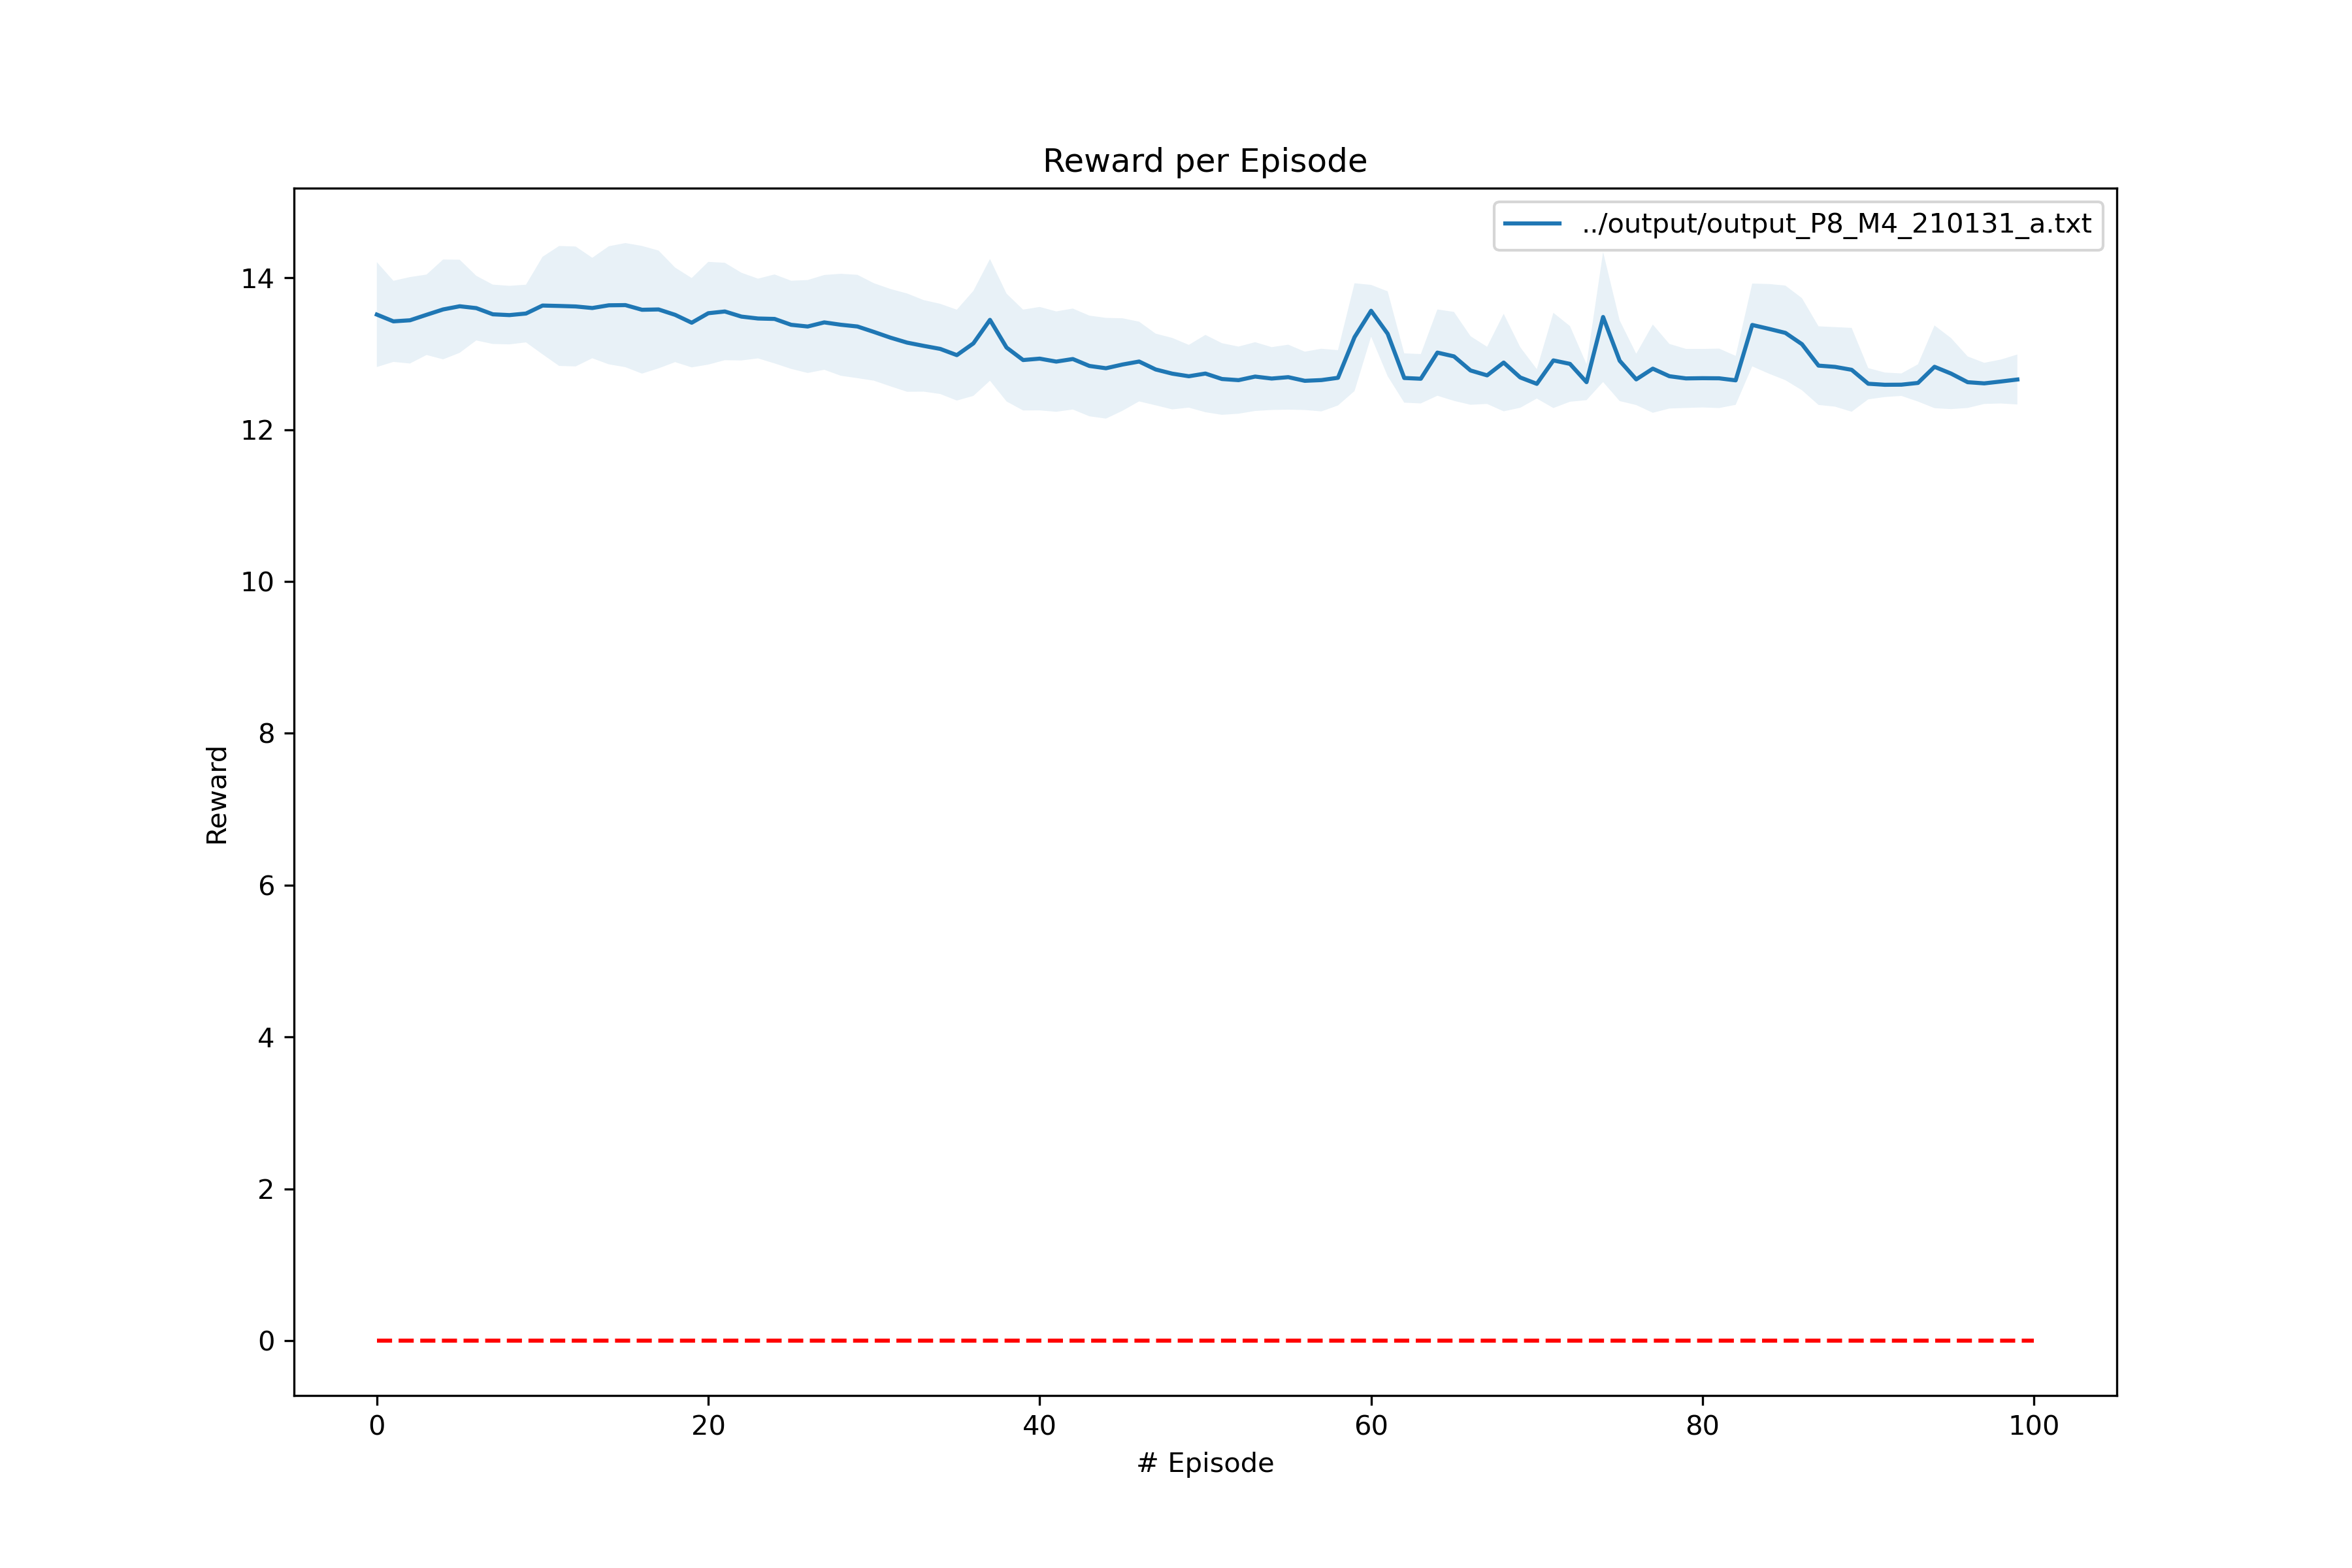 Reward per Episode
../output/output_P8_M4_210131_a.txt
14
12
10
8
6
4
2
0
Reward
0 20 40 60 80 100
# Episode